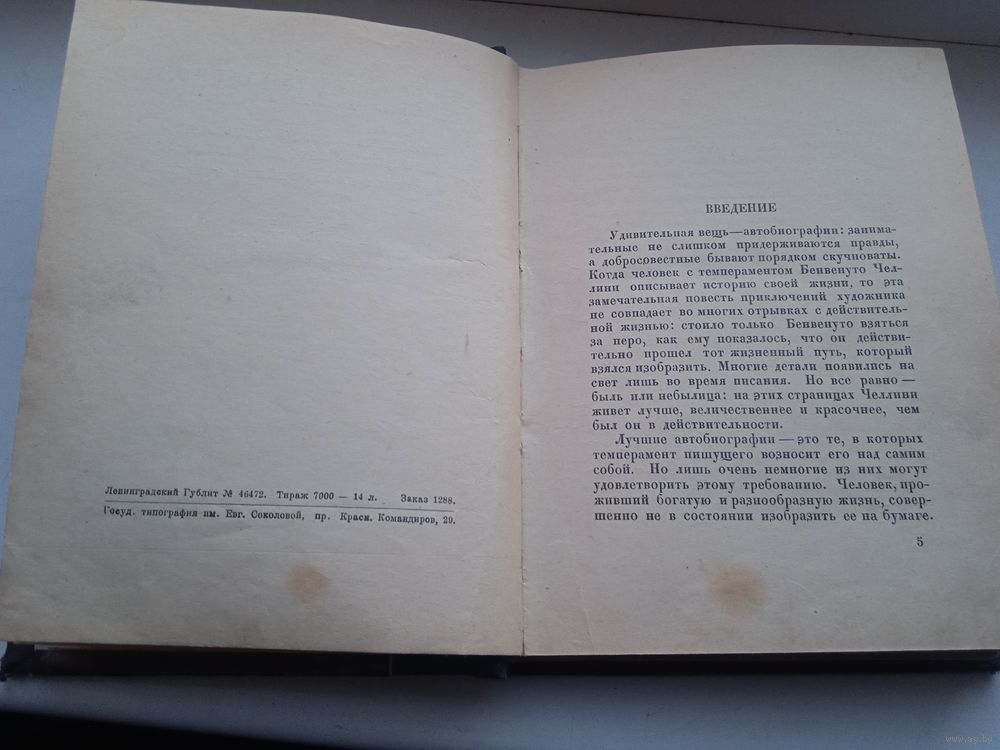 Ленинградский Гублит № 46472. Тираж 7000 — 14 л. Заказ 1288.
Госуд. типография им. Евг. Соколовой, пр. Красн. Командиров, 29.
ВВЕДЕНИЕ
Удивительная вещь—автобиографии: занима-
тельные не слишком придерживаются правды,
а добросовестные бывают порядком скучноваты.
Когда человек с темпераментом Бенвенуто Чел-
лини описывает историю своей жизни, то эта
замечательная повесть приключений художника
не совпадает во многих отрывках с действитель-
ной жизнью: стоило только Бенвенуто взяться
за перо, как ему показалось, что он действи-
тельно прошел тот жизненный путь, который
взялся изобразить. Многие детали появились на
свет лишь во время писания. Но все равно —
быль или небылица: на этих страницах Челлини
живет лучше, величественнее и красочнее, чем
был он в действительности.
Лучшие автобиографии — это те, в которых
темперамент пишущего возносит его над самим
собой. Но лишь очень немногие из них могут
удовлетворить этому требованию. Человек, про-
живший богатую и разнообразную жизнь, совер-
шенно не в состоянии изобразить ее на бумаге.
5
www.ay.by